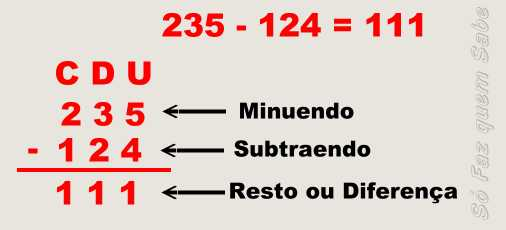 235 - 124 = 111
C D U
2 3 5 Minuendo
- 1 2 4 Subtraendo
1 1 1 Resto ou Diferença
Só Faz quem Sabe